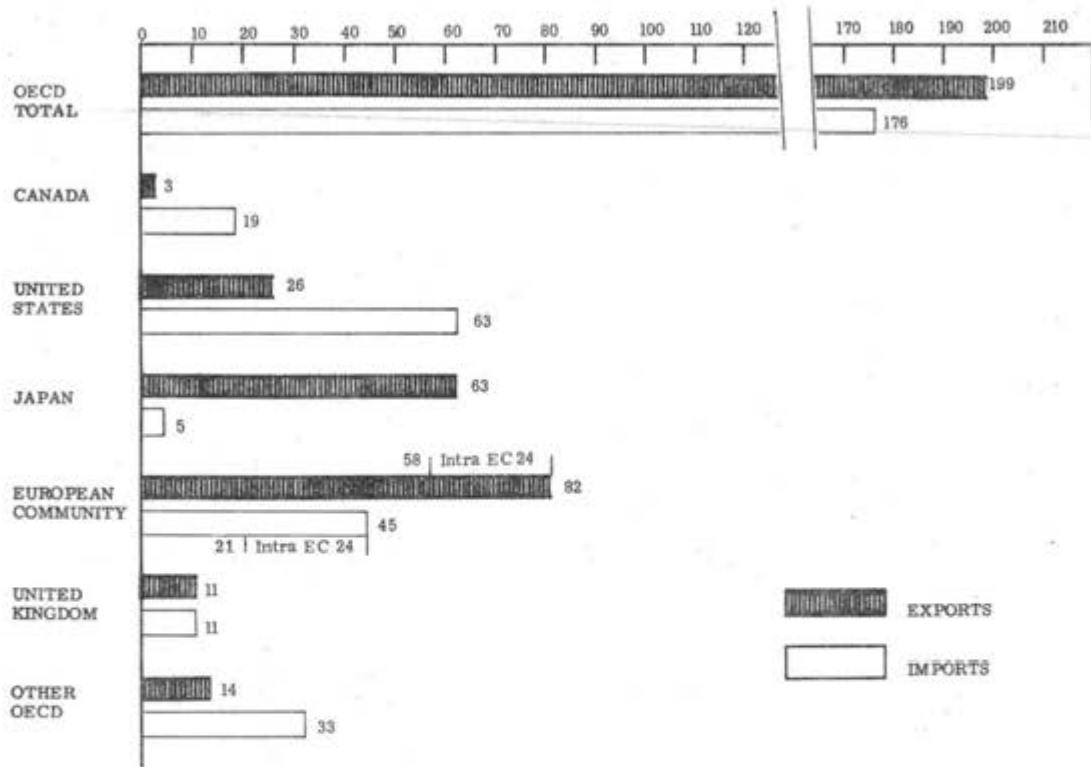 0 10 20 30 40 50 60 70 80 90 100 110 120 170 180 190 200 210
OECD
TOTAL
199
176
CANADA
3
19
UNITED
STATES
26
63
JAPAN
63
5
EUROPEAN
COMMUNITY
58 Intra EC 24
82
45
21 Intra EC 24
UNITED
KINGDOM
11
11
EXPORTS
IMPORTS
OTHER
OECD
14
33